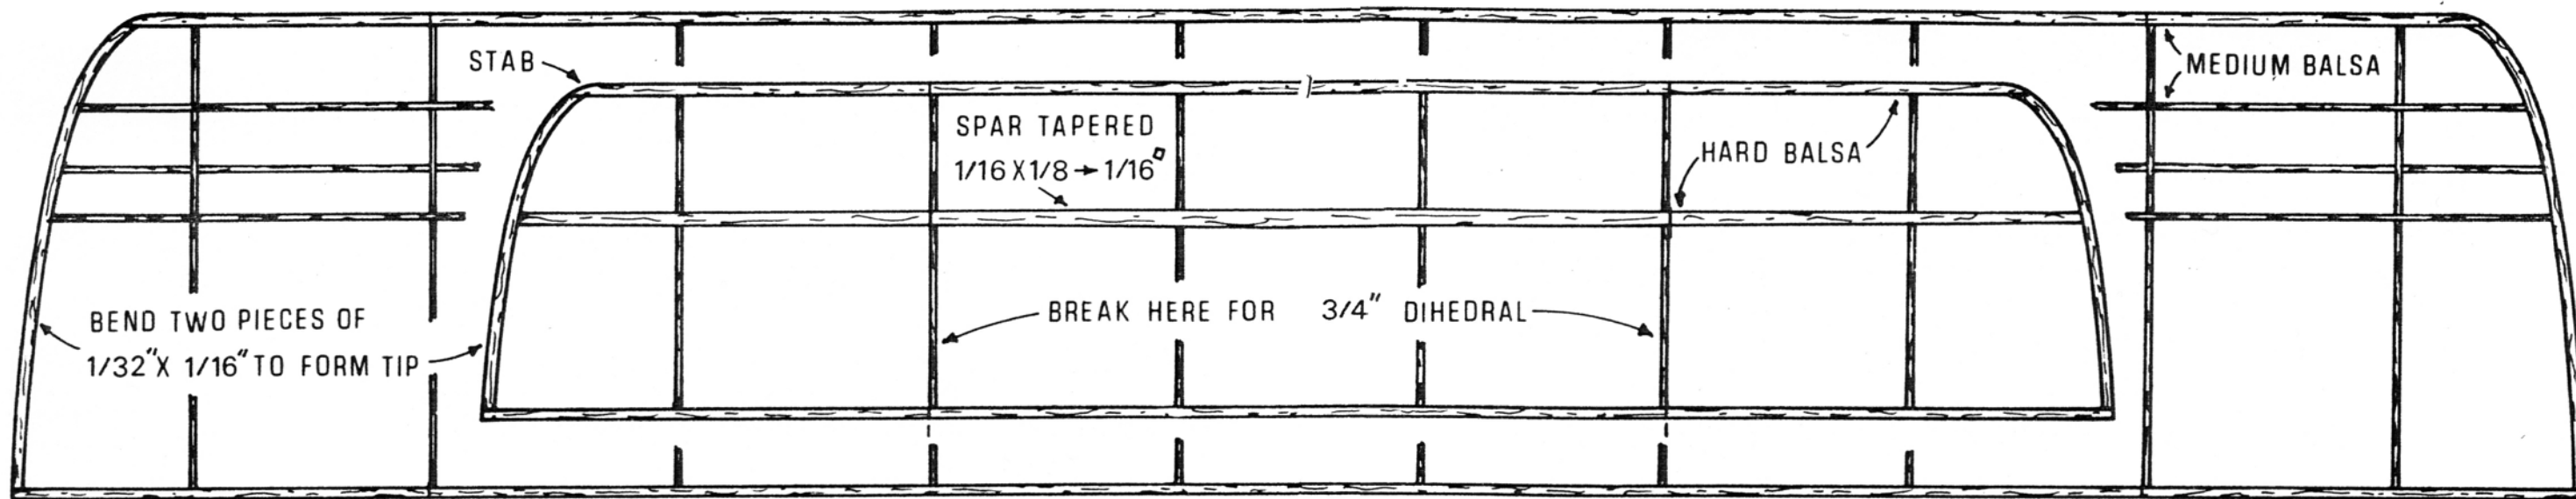 STAB
MEDIUM BALSA
SPAR TAPERED
1/16 X 1/8 → 1/16"□
HARD BALSA
BREAK HERE FOR 3/4" DIHEDRAL
BEND TWO PIECES OF
1/32" X 1/16" TO FORM TIP